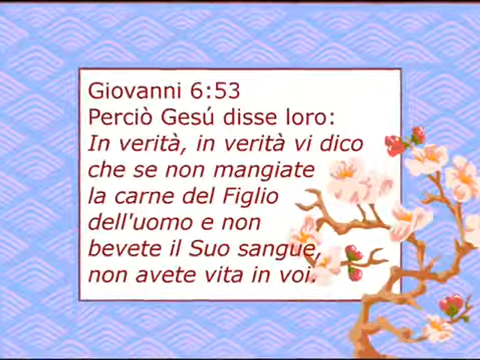 Giovanni 6:53
Perciò Gesú disse loro:
In verità, in verità vi dico
che se non mangiate
la carne del Figlio
dell'uomo e non
bevete il Suo sangue,
non avete vita in voi.